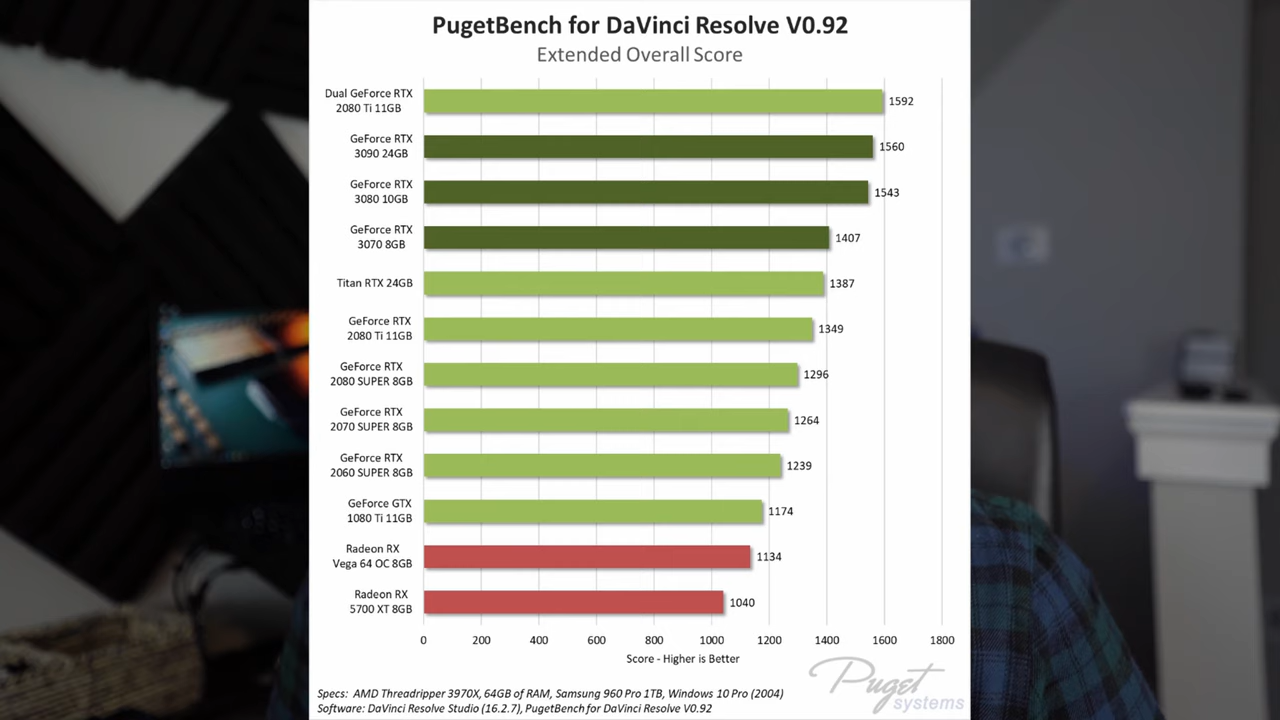 PugetBench for DaVinci Resolve V0.92
Extended Overall Score
Dual GeForce RTX
2080 Ti 11GB
1592
GeForce RTX
3090 24GB
1560
GeForce RTX
3080 10GB
1543
GeForce RTX
3070 8GB
1407
Titan RTX 24GB
1387
GeForce RTX
2080 Ti 11GB
1349
GeForce RTX
2080 SUPER 8GB
1296
GeForce RTX
2070 SUPER 8GB
1264
GeForce RTX
2060 SUPER 8GB
1239
GeForce GTX
1080 Ti 11GB
1174
Radeon RX
Vega 64 OC 8GB
1134
Radeon RX
5700 XT 8GB
1040
0 200 400 600 800 1000 1200 1400 1600 1800
Score - Higher is Better
Puget
systems
Specs: AMD Threadripper 3970X, 64GB of RAM, Samsung 960 Pro 1TB, Windows 10 Pro (2004)
Software: DaVinci Resolve Studio (16.2.7), PugetBench for DaVinci Resolve V0.92